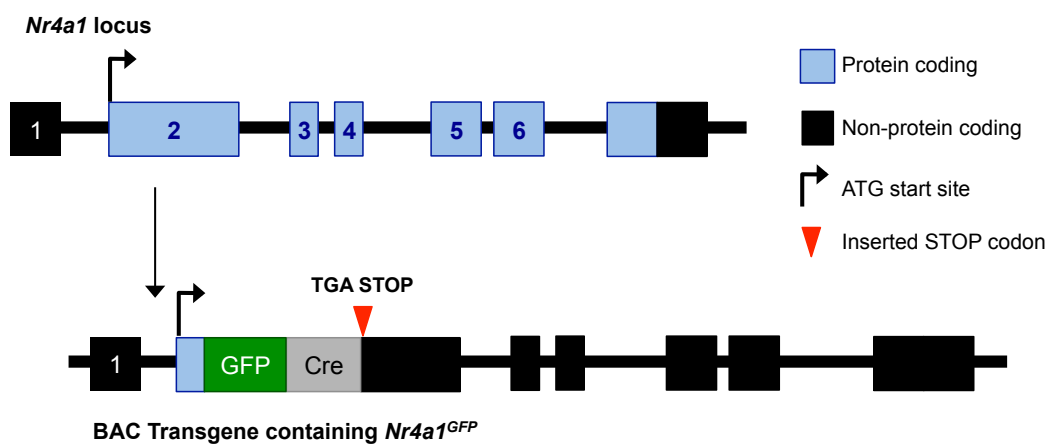 Nr4a1 locus
1
2
3
4
5
6
Protein coding
Non-protein coding
ATG start site
Inserted STOP codon
TGA STOP
1
GFP
Cre
BAC Transgene containing Nr4a1GFP